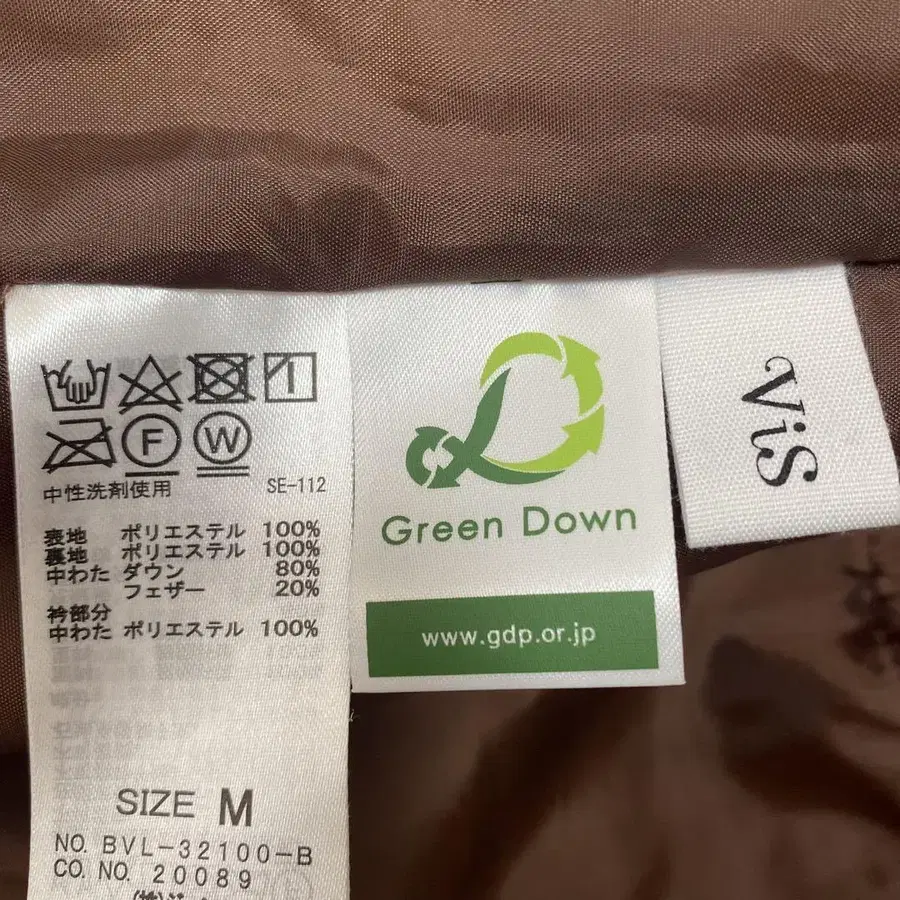 F
W
中性洗剤使用 SE-112
表地 ポリエステル 100%
裏地 ポリエステル 100%
中わた ダウン 80%
フェザー 20%
衿部分
中わた ポリエステル 100%
SIZE M
NO. BVL-32100-B
CO. NO. 20089
Green Down
www.gdp.or.jp
ViS